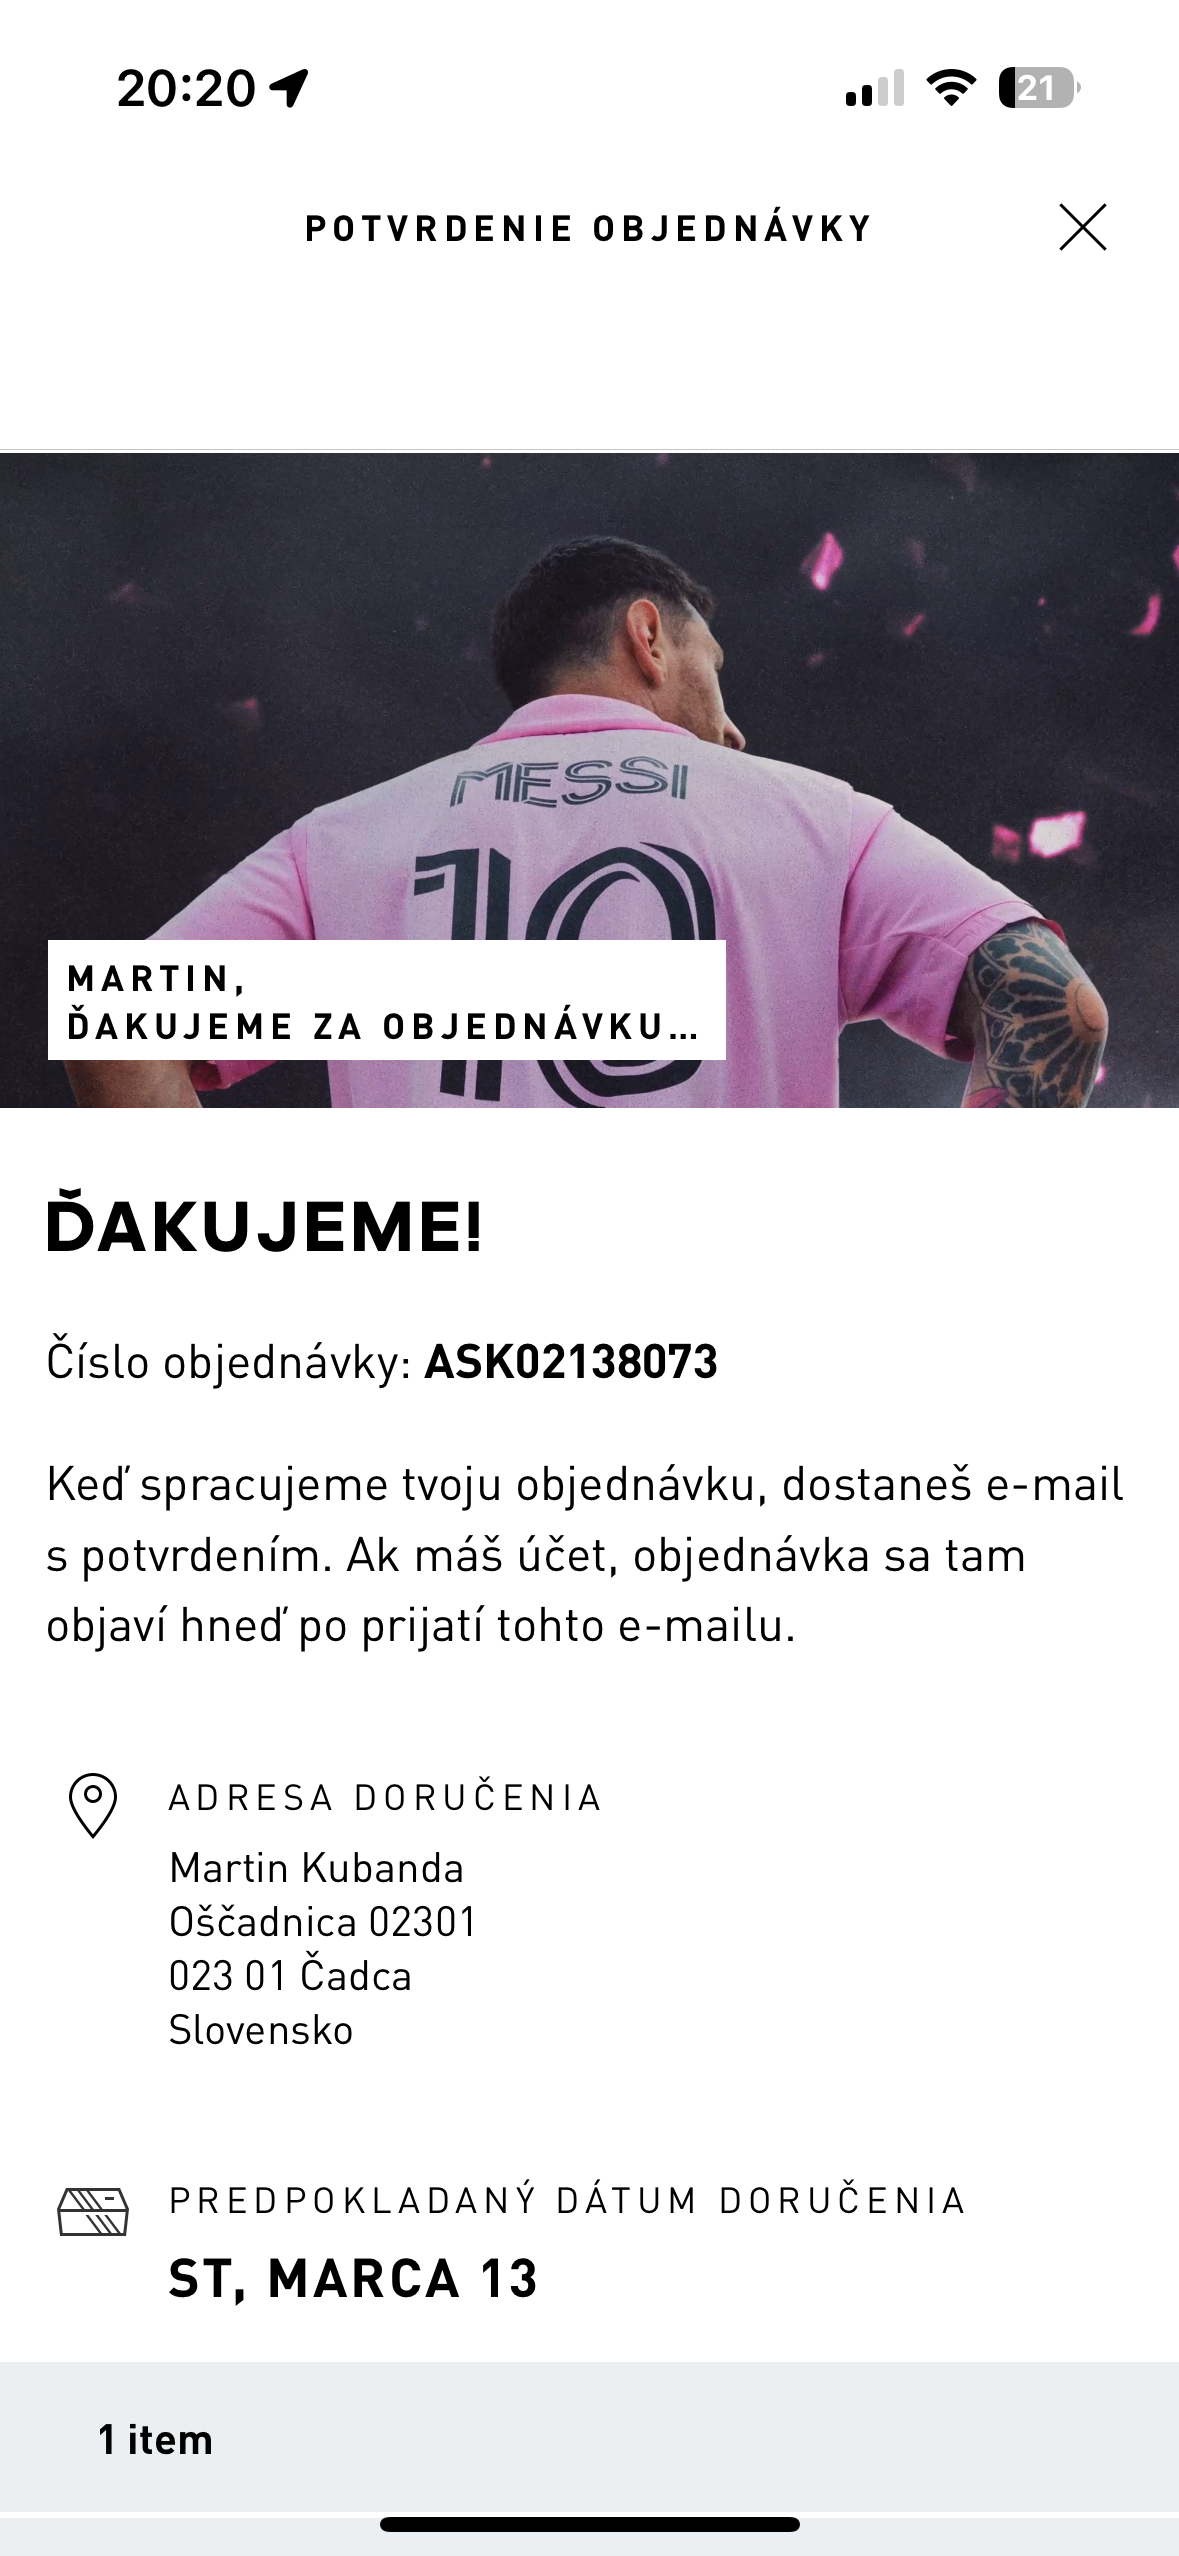 20:20
21
POTVRDENIE OBJEDNÁVKY
MESSI
10
MARTIN,
ĎAKUJEME ZA OBJEDNÁVKU...
ĎAKUJEME!
Číslo objednávky: ASK02138073
Keď spracujeme tvoju objednávku, dostaneš e-mail
s potvrdením. Ak máš účet, objednávka sa tam
objaví hneď po prijatí tohto e-mailu.
ADRESA DORUČENIA
Martin Kubanda
Oščadnica 02301
023 01 Čadca
Slovensko
PREDPOKLADANÝ DÁTUM DORUČENIA
ST, MARCA 13
1 item